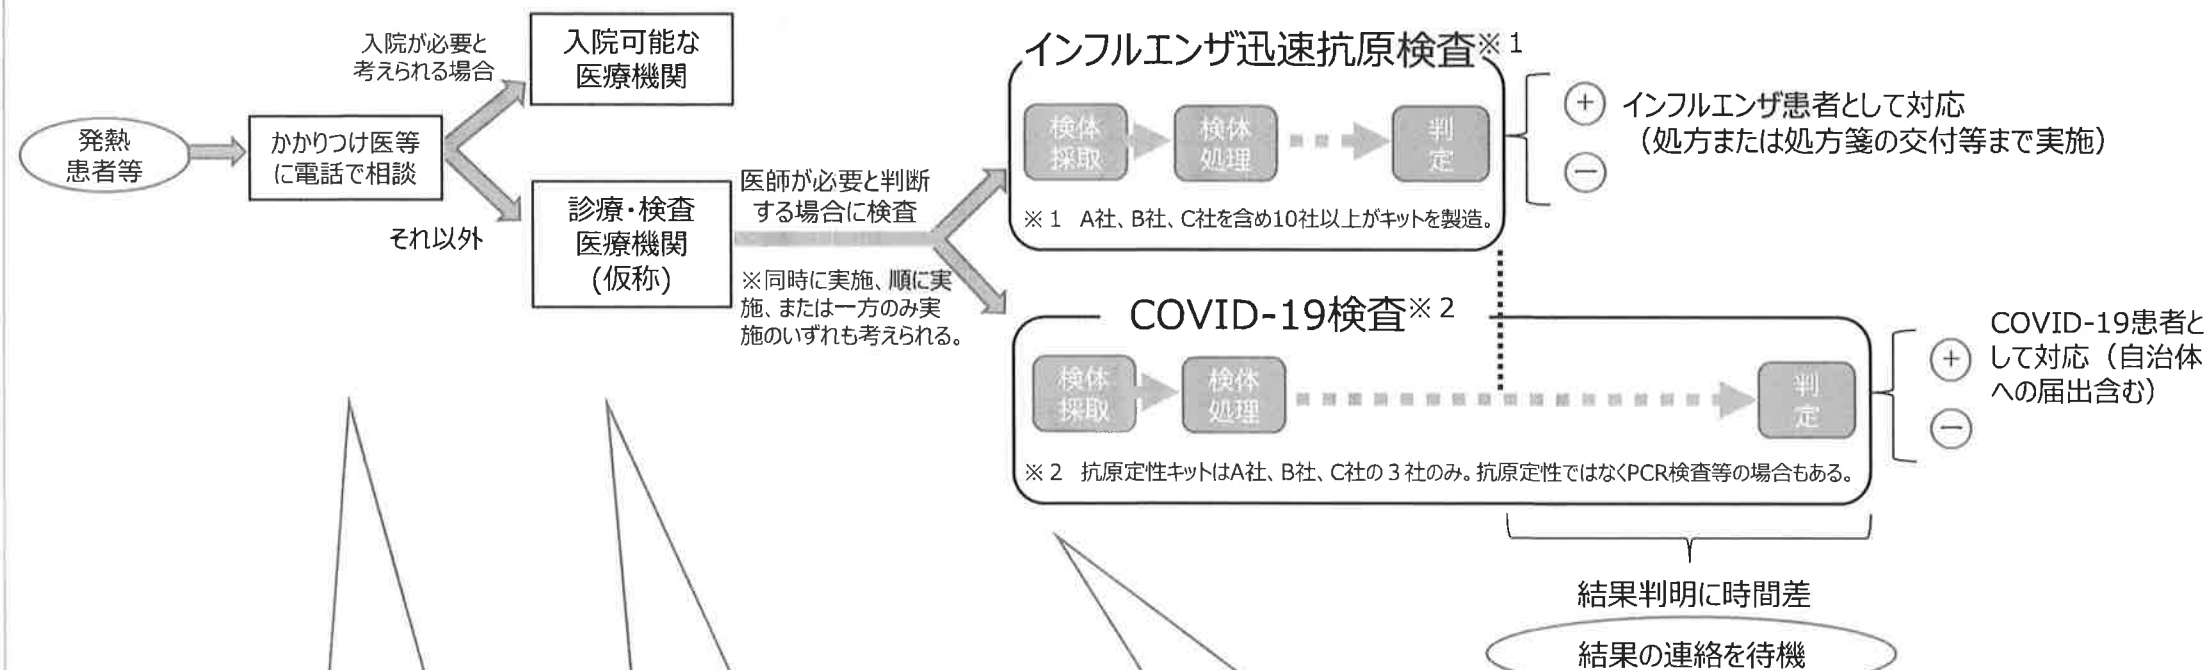 発熱
患者等
かかりつけ医等
に電話で相談
入院が必要と
考えられる場合
入院可能な
医療機関
それ以外
診療・検査
医療機関
(仮称)
医師が必要と判断
する場合に検査
※同時に実施、順に実
施、または一方のみ実
施のいずれも考えられる。
インフルエンザ迅速抗原検査※1
検体
採取
検体
処理
判
定
※1 A社、B社、C社を含め10社以上がキットを製造。
+
インフルエンザ患者として対応
(処方または処方箋の交付等まで実施)
−
COVID-19検査※2
検体
採取
検体
処理
判
定
※2 抗原定性キットはA社、B社、C社の3社のみ。抗原定性ではなくPCR検査等の場合もある。
+
COVID-19患者と
して対応(自治体
への届出含む)
−
結果判明に時間差
結果の連絡を待機